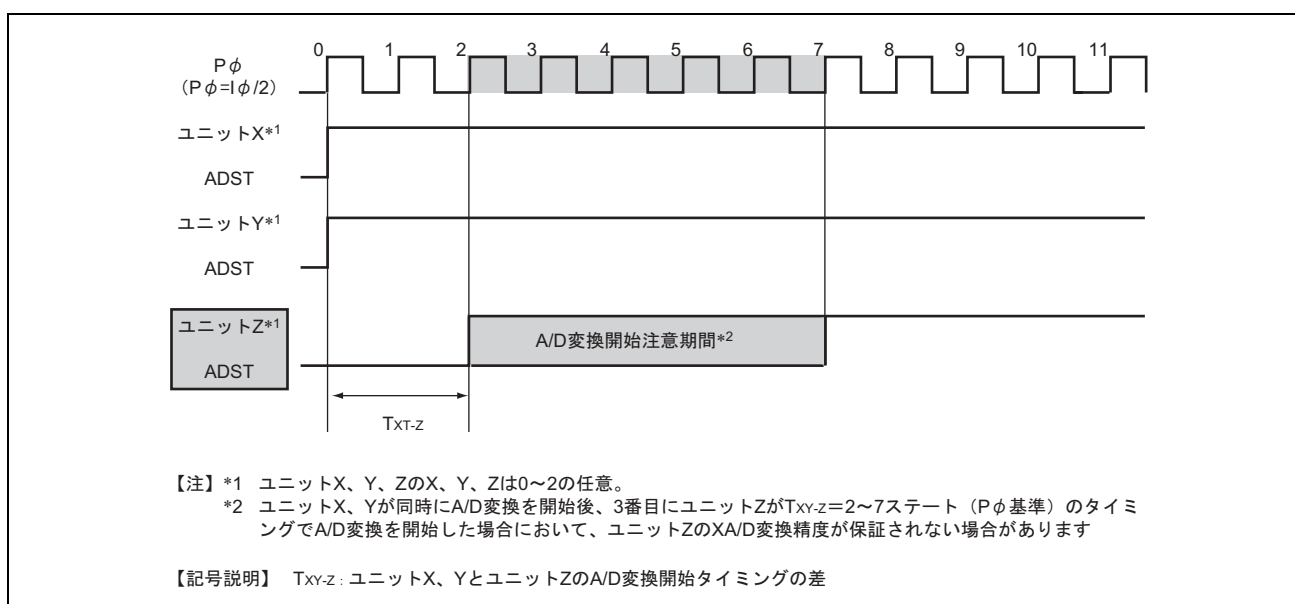 0 1 2 3 4 5 6 7 8 9 10 11
Pφ
（Pφ=Iφ/2）
ユニットX*1
ADST
ユニットY*1
ADST
ユニットZ*1
A/D変換開始注意期間*2
ADST
TXT-Z
【注】*1 ユニットX、Y、ZのX、Y、Zは0～2の任意。
*2 ユニットX、Yが同時にA/D変換を開始後、3番目にユニットZがTXY-Z＝2～7ステート（Pφ基準）のタイミ
ングでA/D変換を開始した場合において、ユニットZのXA/D変換精度が保証されない場合があります
【記号説明】 TXY-Z : ユニットX、YとユニットZのA/D変換開始タイミングの差